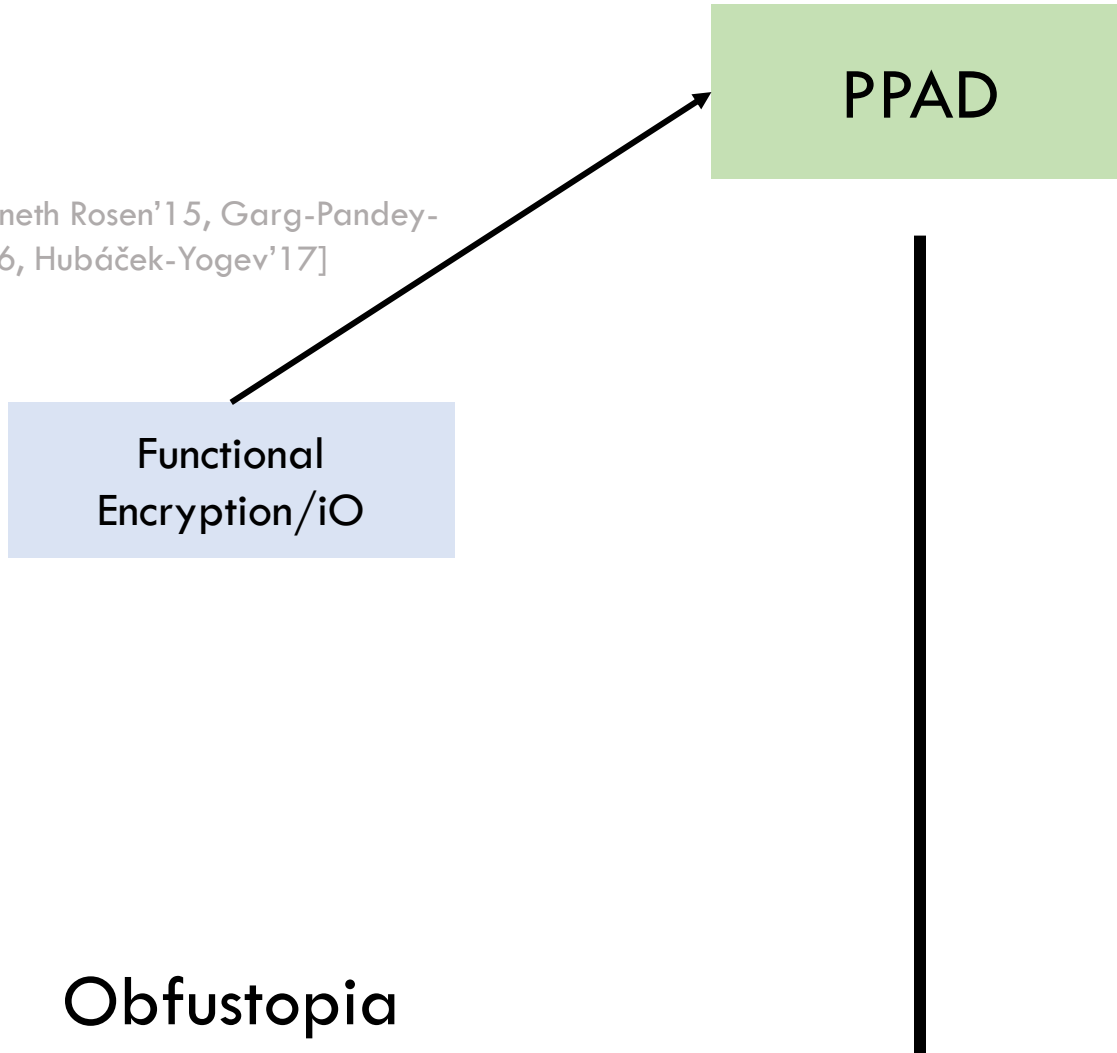 PPAD
neth Rosen’15, Garg-Pandey-
6, Hubáček-Yogev’17]
Functional
Encryption/iO
Obfustopia